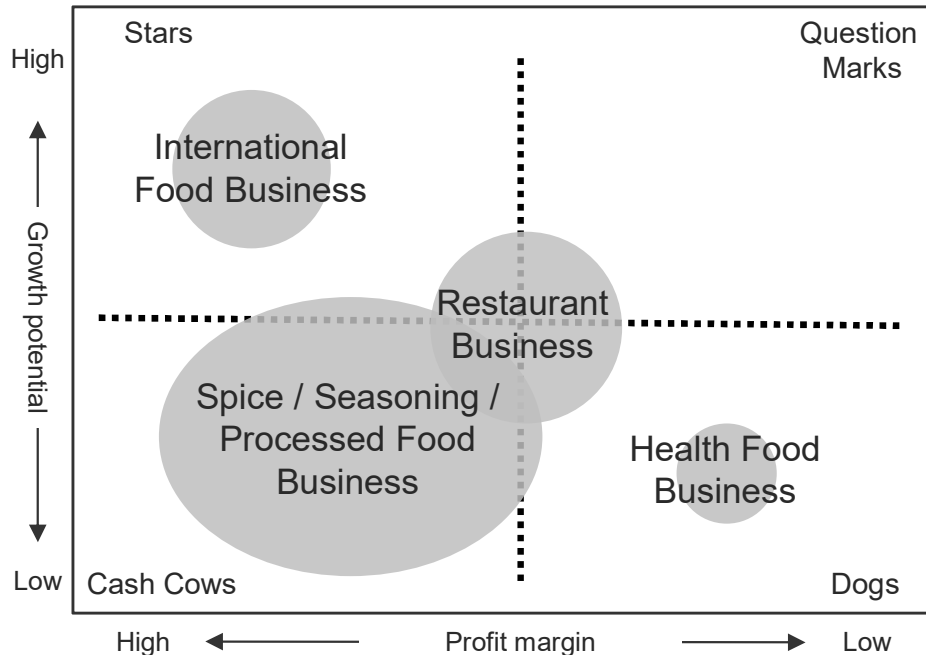 Stars
Question
Marks
High
International
Food Business
Growth potential
Restaurant
Business
Spice / Seasoning /
Processed Food
Business
Health Food
Business
Low
Cash Cows
Dogs
High
Profit margin
Low